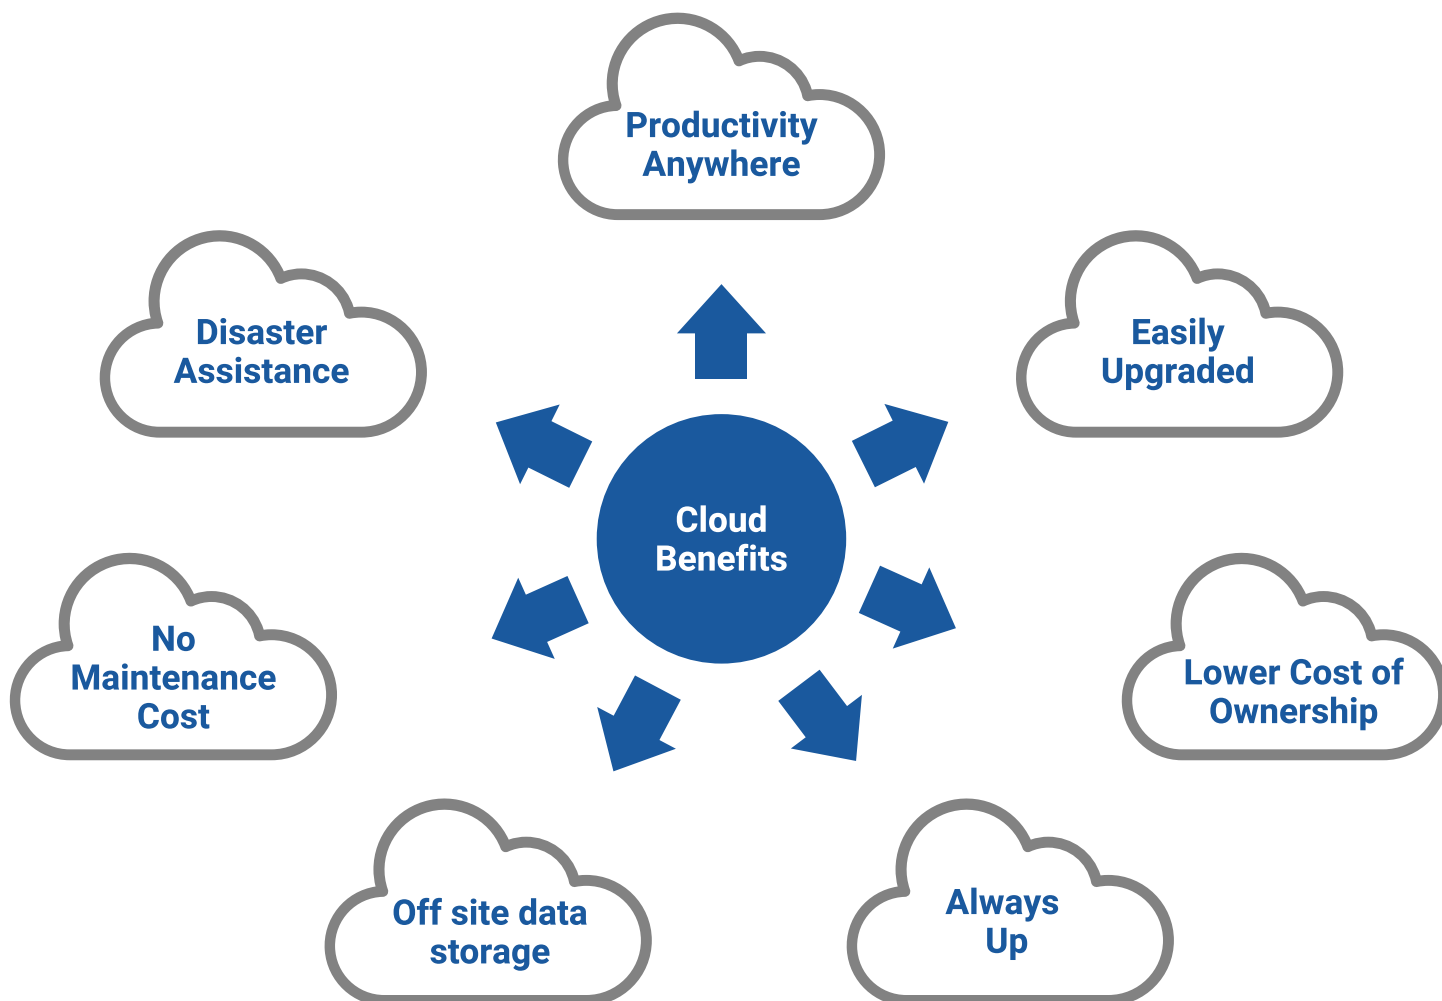 Productivity
Anywhere
Disaster
Assistance
Easily
Upgraded
Cloud
Benefits
No
Maintenance
Cost
Lower Cost of
Ownership
Off site data
storage
Always
Up